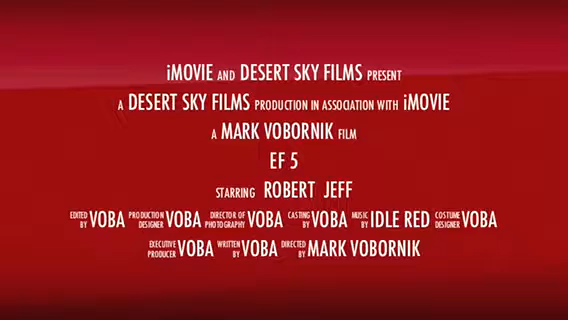 iMOVIE AND DESERT SKY FILMS PRESENT
A DESERT SKY FILMS PRODUCTION IN ASSOCIATION WITH iMOVIE
A MARK VOBORNIK FILM
EF 5
STARRING ROBERT JEFF
EDITED BY VOBA PRODUCTION DESIGNER VOBA DIRECTOR OF PHOTOGRAPHY VOBA CASTING BY VOBA MUSIC BY IDLE RED COSTUME DESIGNER VOBA
EXECUTIVE PRODUCER VOBA WRITTEN BY VOBA DIRECTED BY MARK VOBORNIK